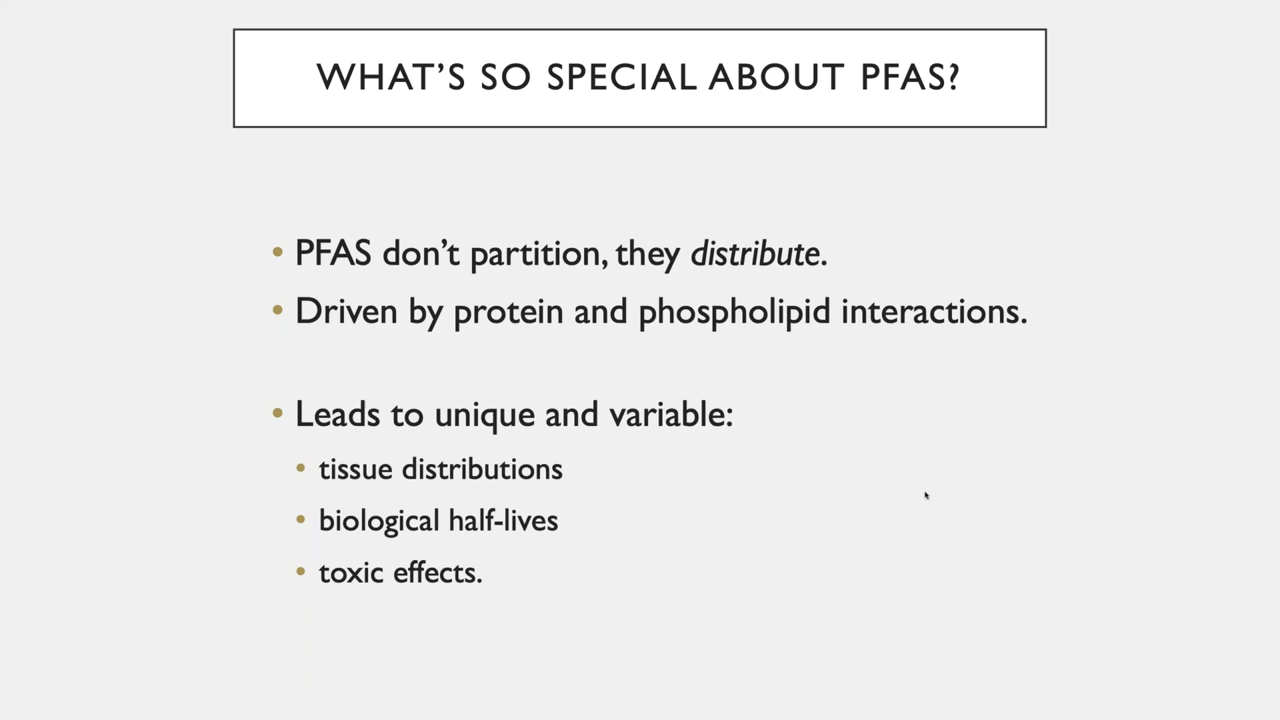 WHAT’S SO SPECIAL ABOUT PFAS?
• PFAS don’t partition, they distribute.
• Driven by protein and phospholipid interactions.
• Leads to unique and variable:
• tissue distributions
• biological half-lives
• toxic effects.